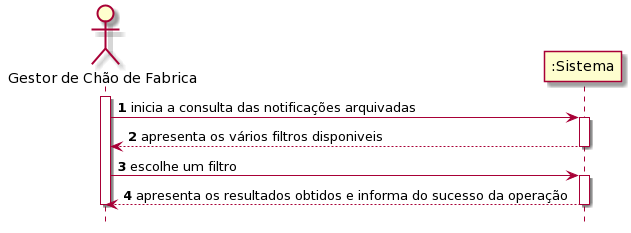 Gestor de Chão de Fabrica
:Sistema
1 inicia a consulta das notificações arquivadas
2 apresenta os vários filtros disponiveis
3 escolhe um filtro
4 apresenta os resultados obtidos e informa do sucesso da operação